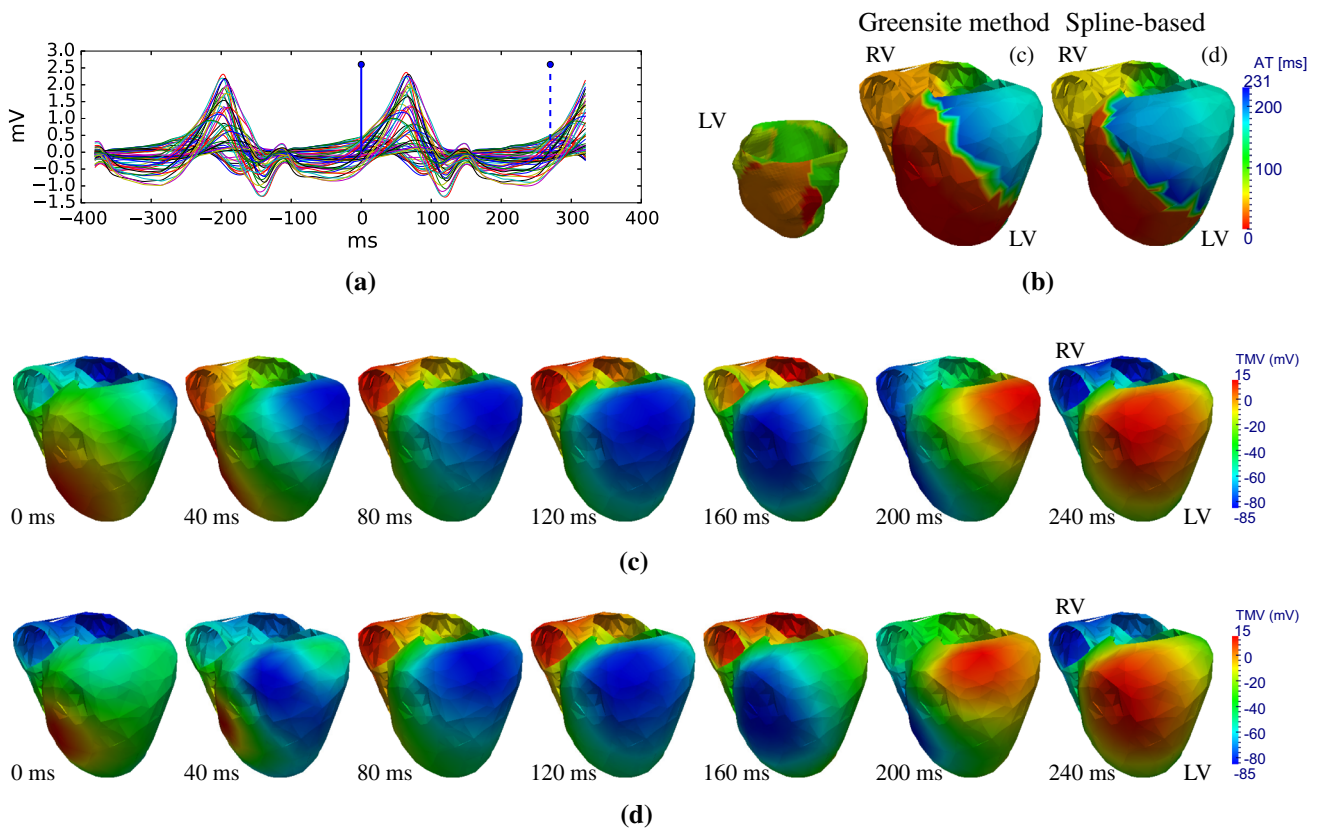 Greensite method Spline-based
3.0
2.5
2.0
1.5
1.0
0.5
0.0
−0.5
−1.0
−1.5
mV
−400 −300 −200 −100 0 100 200 300 400
ms
(a)
LV
RV (c)
LV
RV (d)
LV
AT [ms]
231
200
100
0
(b)
RV
0 ms 40 ms 80 ms 120 ms 160 ms 200 ms 240 ms LV
TMV (mV)
15
0
-20
-40
-60
-80
-85
(c)
RV
0 ms 40 ms 80 ms 120 ms 160 ms 200 ms 240 ms LV
TMV (mV)
15
0
-20
-40
-60
-80
-85
(d)